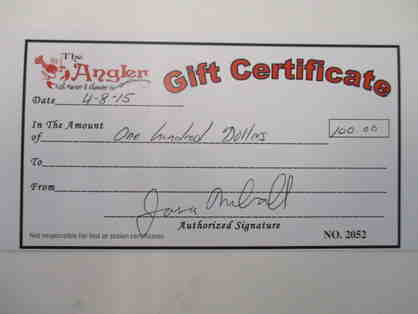 The
Angler
Gift Certificate
Date 4-8-15
In The Amount
of One hundred Dollars 100.00
To
From
Authorized Signature
Not responsible for lost or stolen certificates
NO. 2052